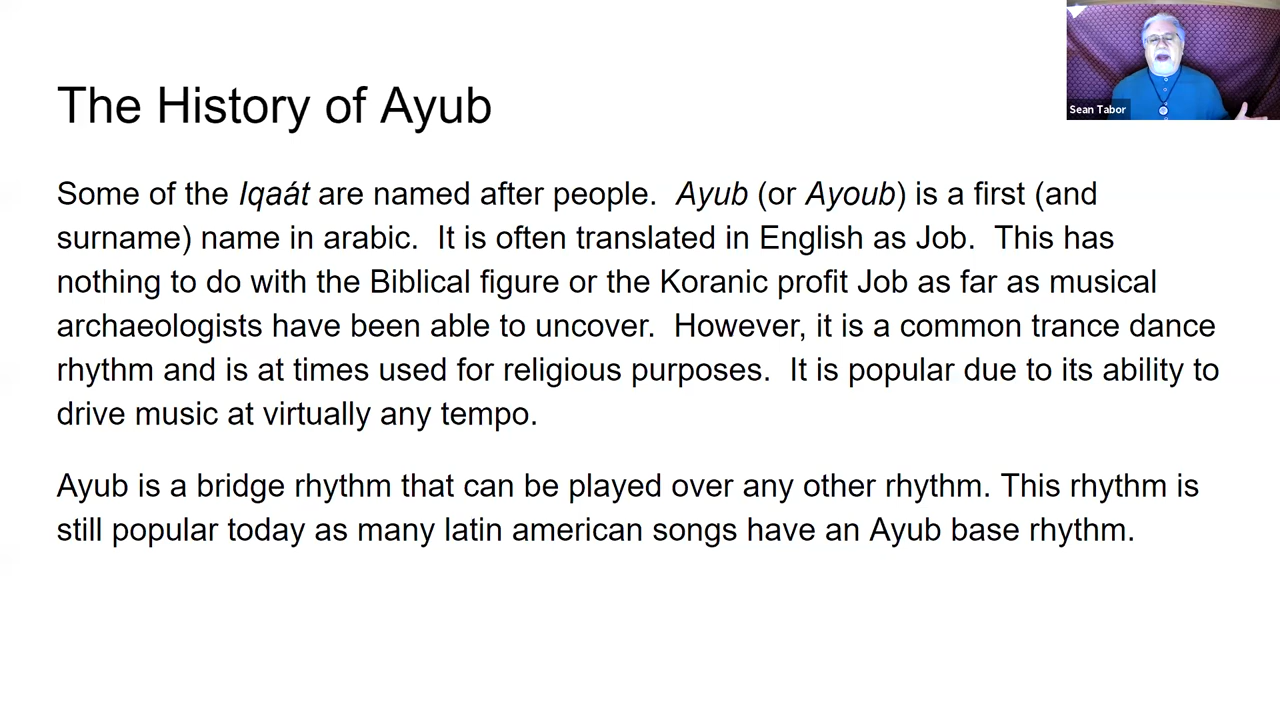 The History of Ayub
Sean Tabor
Some of the Iqaát are named after people.  Ayub (or Ayoub) is a first (and
surname) name in arabic.  It is often translated in English as Job.  This has
nothing to do with the Biblical figure or the Koranic profit Job as far as musical
archaeologists have been able to uncover.  However, it is a common trance dance
rhythm and is at times used for religious purposes.  It is popular due to its ability to
drive music at virtually any tempo.
Ayub is a bridge rhythm that can be played over any other rhythm. This rhythm is
still popular today as many latin american songs have an Ayub base rhythm.